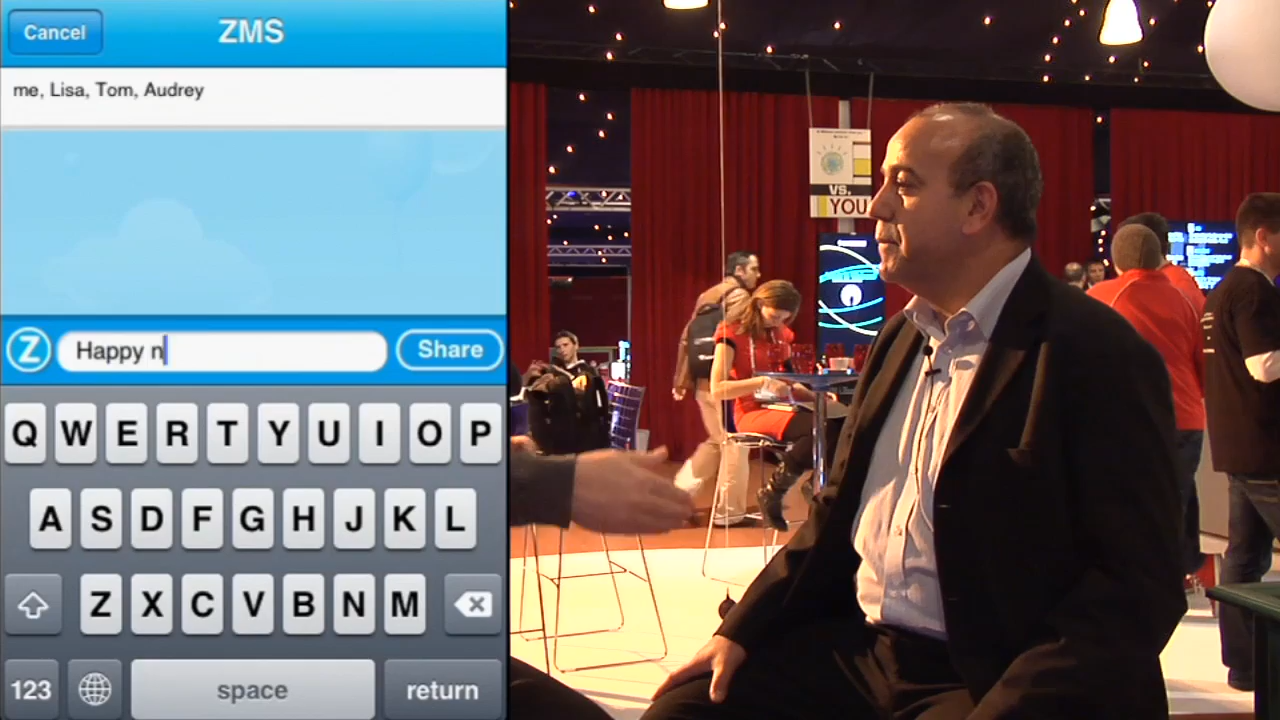 Cancel
ZMS
me, Lisa, Tom, Audrey
Z
Happy n
Share
Q W E R T Y U I O P
A S D F G H J K L
Z X C V B N M
123
space
return
VS.
YOU